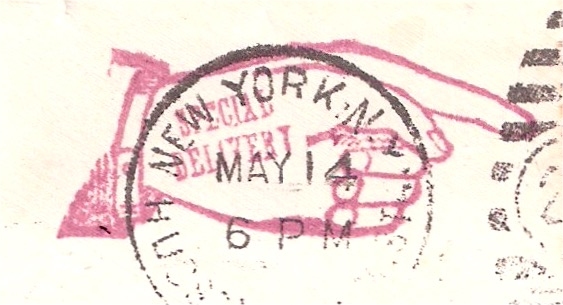 NEW YORK, N.Y.
SPECIAL
DELIVERY
MAY 14
6 PM